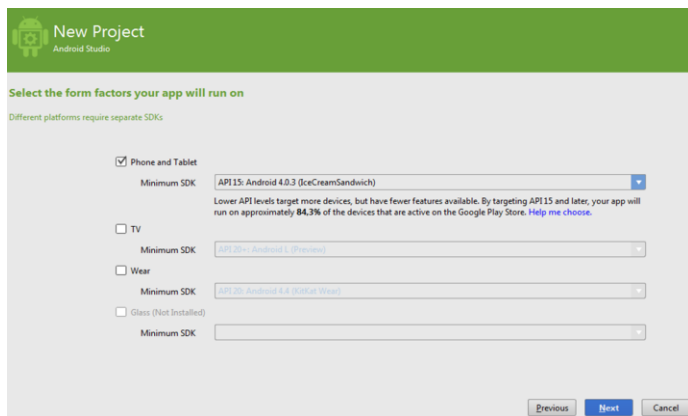 New Project
Android Studio
Select the form factors your app will run on
Different platforms require separate SDKs
Phone and Tablet
Minimum SDK API 15: Android 4.0.3 (IceCreamSandwich)
Lower API levels target more devices, but have fewer features available. By targeting API 15 and later, your app will
run on approximately 84,3% of the devices that are active on the Google Play Store. Help me choose.
TV
Minimum SDK API 20+: Android L (Preview)
Wear
Minimum SDK API 20: Android 4.4 (KitKat Wear)
Glass (Not Installed)
Minimum SDK
Previous Next Cancel